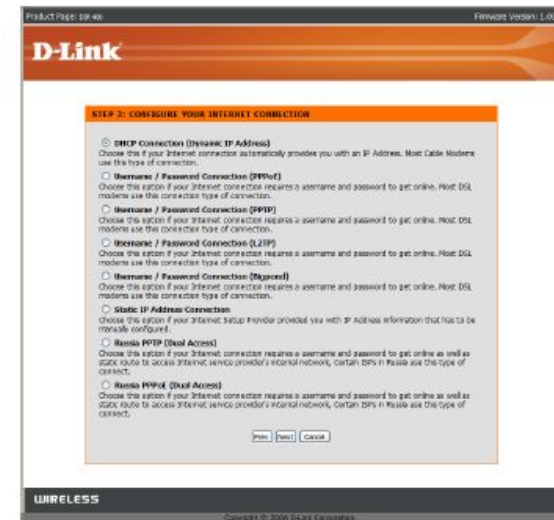 Product Page:
Firmware Version: 1.00
D-Link
STEP 2: CONFIGURE YOUR INTERNET CONNECTION
DHCP Connection (Dynamic IP Address)
Choose this if your Internet connection automatically provides you with an IP Address. Most Cable Modems
use this type of connection.
Username / Password Connection (PPPoE)
Choose this option if your Internet connection requires a username and password to get online. Most DSL
modems use this connection type of connection.
Username / Password Connection (PPTP)
Choose this option if your Internet connection requires a username and password to get online. Most DSL
modems use this connection type of connection.
Username / Password Connection (L2TP)
Choose this option if your Internet connection requires a username and password to get online. Most DSL
modems use this connection type of connection.
Username / Password Connection (Bigpond)
Choose this option if your Internet connection requires a username and password to get online. Most DSL
modems use this connection type of connection.
Static IP Address Connection
Choose this option if your Internet Setup Provider provided you with IP Address information that has to be
manually configured.
Russia PPTP (Dual Access)
Choose this option if your Internet connection requires a username and password to get online as well as
static route to access Internet service provider's internal network. Certain ISPs in Russia use this type of
connect.
Russia PPPoE (Dual Access)
Choose this option if your Internet connection requires a username and password to get online as well as
static route to access Internet service provider's internal network. Certain ISPs in Russia use this type of
connect.
Prev Next Cancel
WIRELESS
Copyright © 2006 D-Link Corporation.